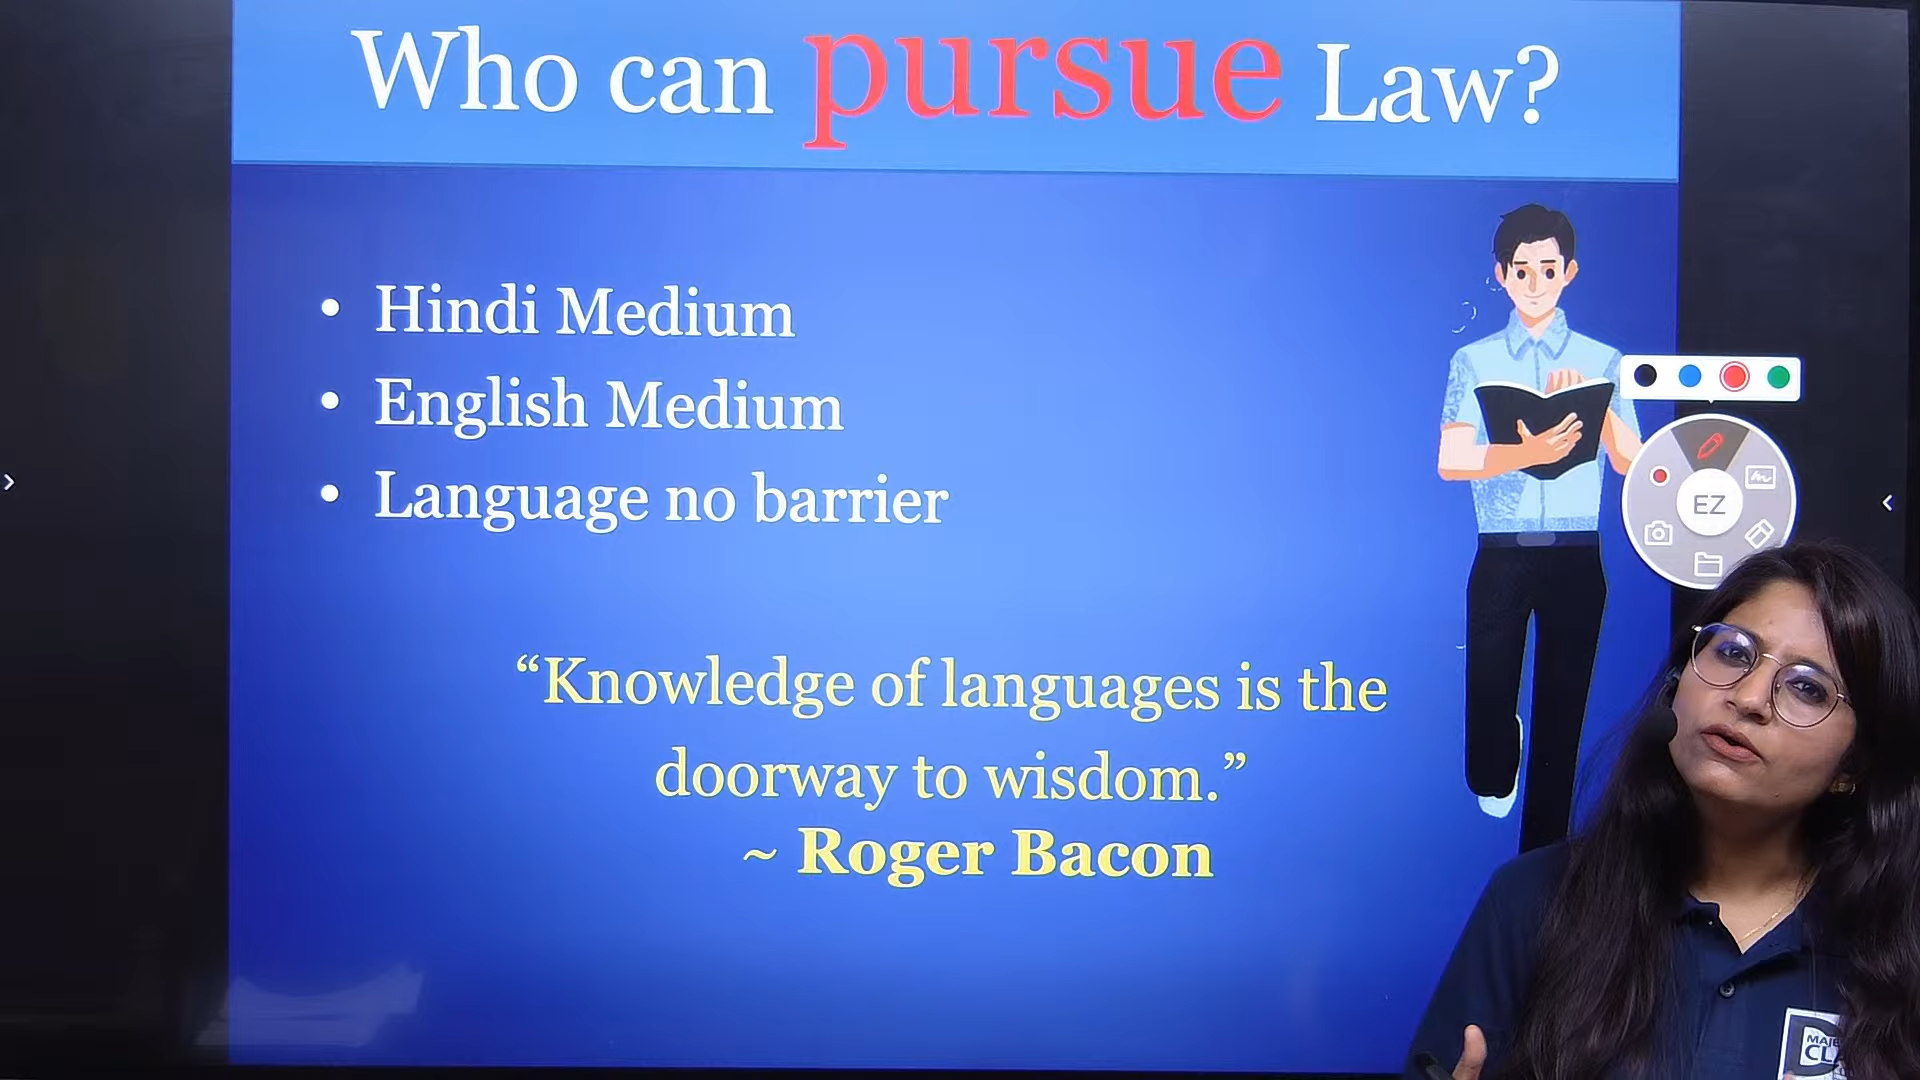 Who can pursue Law?
• Hindi Medium
• English Medium
• Language no barrier
EZ
“Knowledge of languages is the
doorway to wisdom.”
~ Roger Bacon